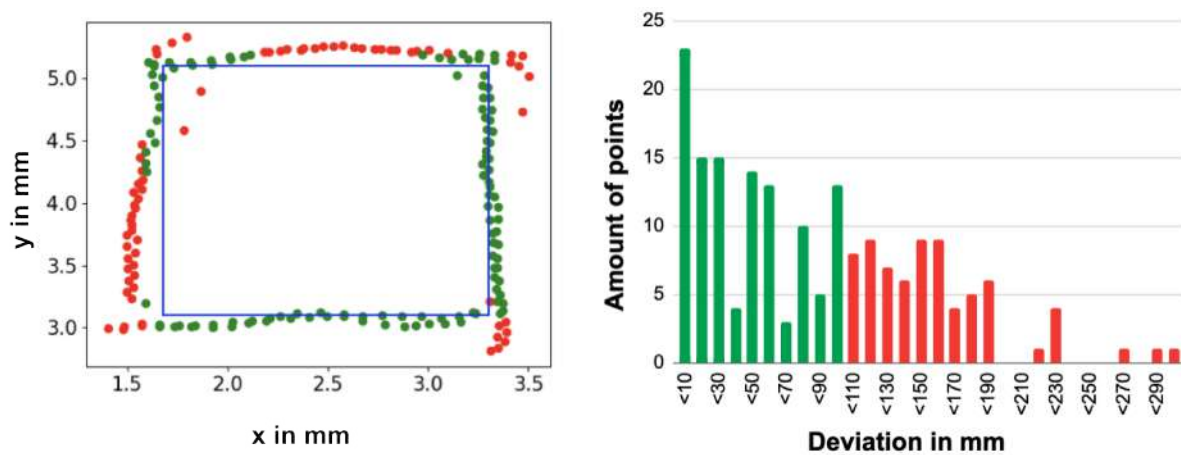 5.0
4.5
4.0
3.5
3.0
y in mm
1.5 2.0 2.5 3.0 3.5
x in mm
25
20
15
10
5
0
Amount of points
<10 <30 <50 <70 <90 <110 <130 <150 <170 <190 <210 <230 <250 <270 <290
Deviation in mm